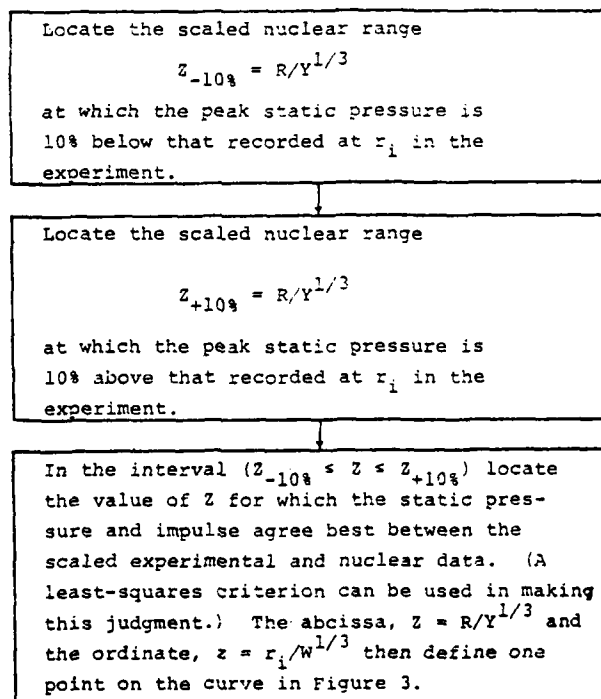 Locate the scaled nuclear range
Z-10% = R/Y1/3
at which the peak static pressure is
10% below that recorded at ri in the
experiment.
Locate the scaled nuclear range
Z+10% = R/Y1/3
at which the peak static pressure is
10% above that recorded at ri in the
experiment.
In the interval (Z-10% ≤ Z ≤ Z+10%) locate
the value of Z for which the static pres-
sure and impulse agree best between the
scaled experimental and nuclear data. (A
least-squares criterion can be used in making
this judgment.) The abcissa, Z = R/Y1/3 and
the ordinate, z = ri/W1/3 then define one
point on the curve in Figure 3.